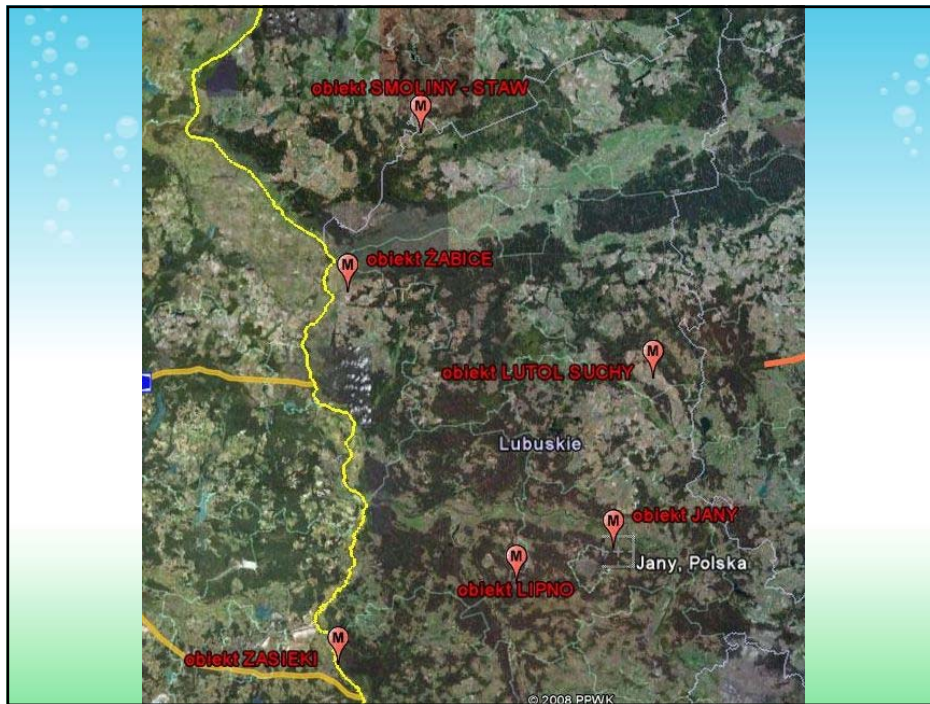 obiekt SMOLINY - STAW
M
M
obiekt ŻABICE
M
obiekt LUTOL SUCHY
Lubuskie
M
obiekt JANY
M
Jany, Polska
obiekt LIPNO
M
obiekt ZASIEKI
© 2008 PPWK